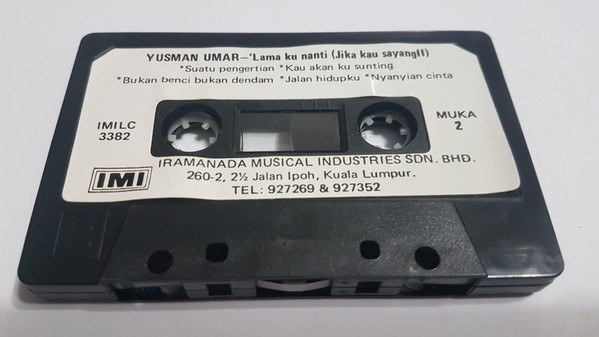 YUSMAN UMAR–'Lama ku nanti (Jika kau sayang!!)
*Suatu pengertian *Kau akan ku sunting
*Bukan benci bukan dendam *Jalan hidupku *Nyanyian cinta
IMILC
3382
MUKA
2
IRAMANADA MUSICAL INDUSTRIES SDN. BHD.
IMI
260-2, 2½ Jalan Ipoh, Kuala Lumpur.
TEL: 927269 & 927352